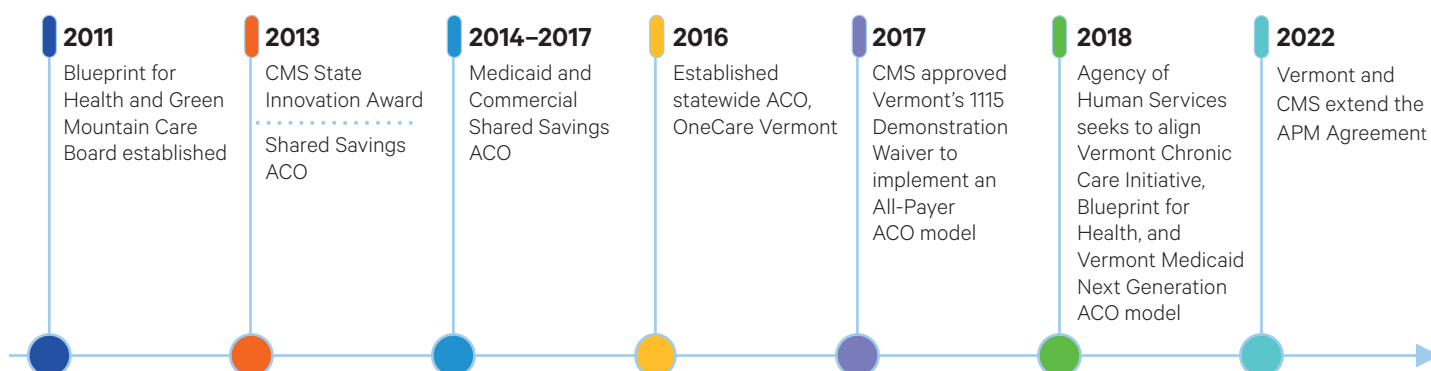 2011
Blueprint for
Health and Green
Mountain Care
Board established
2013
CMS State
Innovation Award
Shared Savings
ACO
2014–2017
Medicaid and
Commercial
Shared Savings
ACO
2016
Established
statewide ACO,
OneCare Vermont
2017
CMS approved
Vermont’s 1115
Demonstration
Waiver to
implement an
All-Payer
ACO model
2018
Agency of
Human Services
seeks to align
Vermont Chronic
Care Initiative,
Blueprint for
Health, and
Vermont Medicaid
Next Generation
ACO model
2022
Vermont and
CMS extend the
APM Agreement